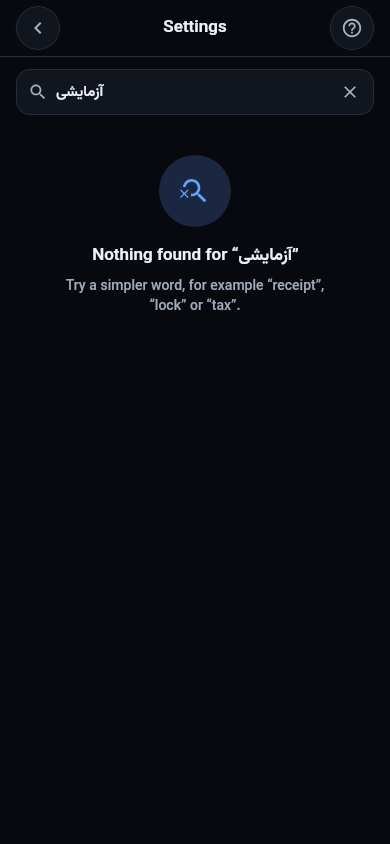 Settings
آزمایشی
Nothing found for “آزمایشی”
Try a simpler word, for example “receipt”,
“lock” or “tax”.